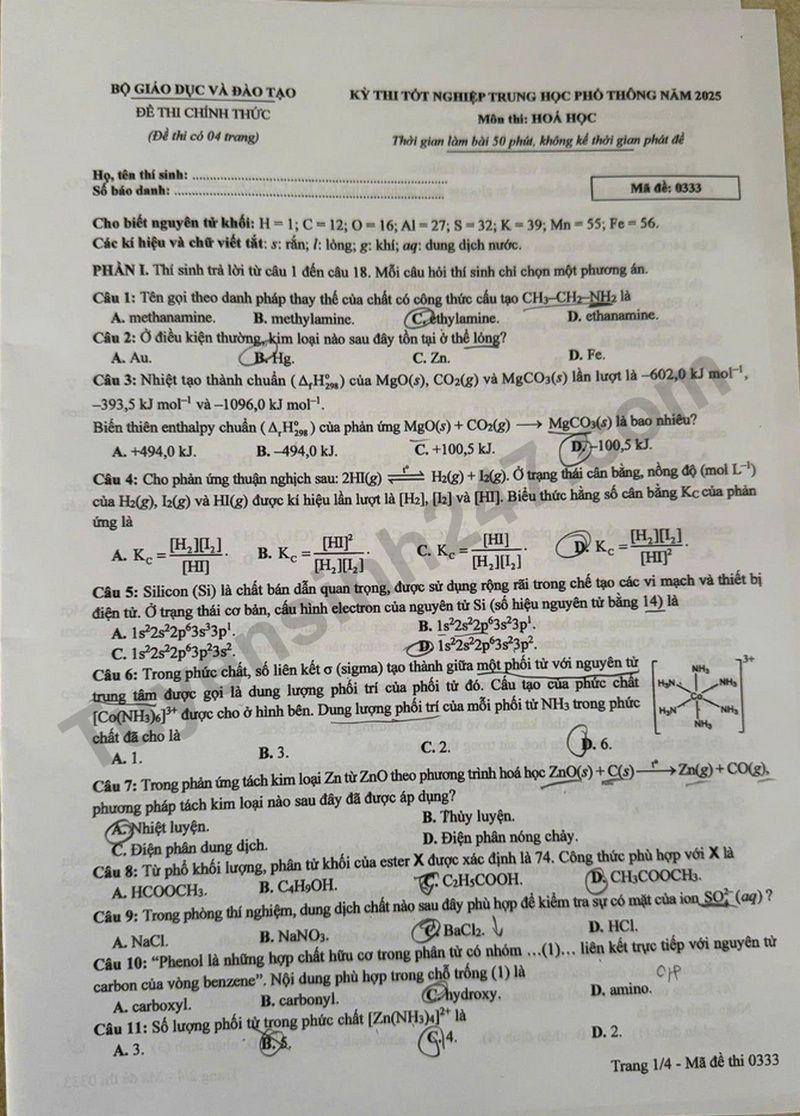 BỘ GIÁO DỤC VÀ ĐÀO TẠO
ĐỀ THI CHÍNH THỨC
(Đề thi có 04 trang)
KỲ THI TỐT NGHIỆP TRUNG HỌC PHỔ THÔNG NĂM 2025
Môn thi: HOÁ HỌC
Thời gian làm bài 50 phút, không kể thời gian phát đề
Họ, tên thí sinh: ..........
Số báo danh: ..........
Mã đề: 0333
Cho biết nguyên tử khối: H = 1; C = 12; O = 16; Al = 27; S = 32; K = 39; Mn = 55; Fe = 56.
Các kí hiệu và chữ viết tắt: s: rắn; l: lỏng; g: khí; aq: dung dịch nước.
PHẦN I. Thí sinh trả lời từ câu 1 đến câu 18. Mỗi câu hỏi thí sinh chỉ chọn một phương án.
Câu 1: Tên gọi theo danh pháp thay thế của chất có công thức cấu tạo CH₃–CH₂–NH₂ là
A. methanamine. B. methylamine. C. ethylamine. D. ethanamine.
Câu 2: Ở điều kiện thường, kim loại nào sau đây tồn tại ở thể lỏng?
A. Au. B. Hg. C. Zn. D. Fe.
Câu 3: Nhiệt tạo thành chuẩn (ΔfH°₂₉₈) của MgO(s), CO₂(g) và MgCO₃(s) lần lượt là –602,0 kJ mol⁻¹,
–393,5 kJ mol⁻¹ và –1096,0 kJ mol⁻¹.
Biến thiên enthalpy chuẩn (ΔrH°₂₉₈) của phản ứng MgO(s) + CO₂(g) ⟶ MgCO₃(s) là bao nhiêu?
A. +494,0 kJ. B. –494,0 kJ. C. +100,5 kJ. D. –100,5 kJ.
Câu 4: Cho phản ứng thuận nghịch sau: 2HI(g) ⇌ (t°) H₂(g) + I₂(g). Ở trạng thái cân bằng, nồng độ (mol L⁻¹)
của H₂(g), I₂(g) và HI(g) được kí hiệu lần lượt là [H₂], [I₂] và [HI]. Biểu thức hằng số cân bằng KC của phản
ứng là
A. KC = [H₂][I₂]/[HI]. B. KC = [HI]²/[H₂][I₂]. C. KC = [HI]/[H₂][I₂]. D. KC = [H₂][I₂]/[HI]².
Câu 5: Silicon (Si) là chất bán dẫn quan trọng, được sử dụng rộng rãi trong chế tạo các vi mạch và thiết bị
điện tử. Ở trạng thái cơ bản, cấu hình electron của nguyên tử Si (số hiệu nguyên tử bằng 14) là
A. 1s²2s²2p⁶3s³3p¹. B. 1s²2s²2p⁶3s²3p¹.
C. 1s²2s²2p⁶3p²3s². D. 1s²2s²2p⁶3s²3p².
Câu 6: Trong phức chất, số liên kết σ (sigma) tạo thành giữa một phối tử với nguyên tử
trung tâm được gọi là dung lượng phối trí của phối tử đó. Cấu tạo của phức chất
[Co(NH₃)₆]³⁺ được cho ở hình bên. Dung lượng phối trí của mỗi phối tử NH₃ trong phức
chất đã cho là
NH₃ 3+
H₃N NH₃
Co
H₃N NH₃
NH₃
A. 1. B. 3. C. 2. D. 6.
Câu 7: Trong phản ứng tách kim loại Zn từ ZnO theo phương trình hoá học ZnO(s) + C(s) —t°→ Zn(g) + CO(g),
phương pháp tách kim loại nào sau đây đã được áp dụng?
A. Nhiệt luyện. B. Thủy luyện.
C. Điện phân dung dịch. D. Điện phân nóng chảy.
Câu 8: Từ phổ khối lượng, phân tử khối của ester X được xác định là 74. Công thức phù hợp với X là
A. HCOOCH₃. B. C₄H₉OH. C. C₂H₅COOH. D. CH₃COOCH₃.
Câu 9: Trong phòng thí nghiệm, dung dịch chất nào sau đây phù hợp để kiểm tra sự có mặt của ion SO₄²⁻ (aq) ?
A. NaCl. B. NaNO₃. C. BaCl₂. ↓ D. HCl.
Câu 10: “Phenol là những hợp chất hữu cơ trong phân tử có nhóm …(1)… liên kết trực tiếp với nguyên tử
carbon của vòng benzene”. Nội dung phù hợp trong chỗ trống (1) là
A. carboxyl. B. carbonyl. C. hydroxy. D. amino.
Câu 11: Số lượng phối tử trong phức chất [Zn(NH₃)₄]²⁺ là
A. 3. B. 5. C. 4. D. 2.
Trang 1/4 - Mã đề thi 0333